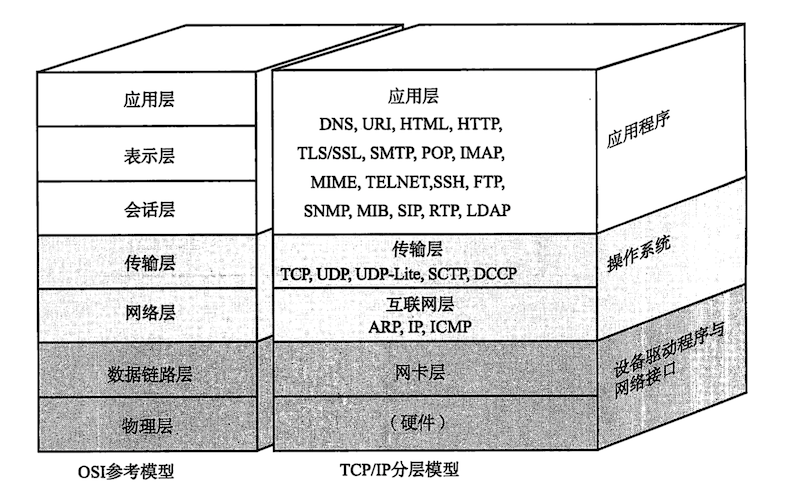 应用层
表示层
会话层
传输层
网络层
数据链路层
物理层
OSI参考模型
应用层
DNS, URI, HTML, HTTP,
TLS/SSL, SMTP, POP, IMAP,
MIME, TELNET,SSH, FTP,
SNMP, MIB, SIP, RTP, LDAP
传输层
TCP, UDP, UDP-Lite, SCTP, DCCP
互联网层
ARP, IP, ICMP
网卡层
（硬件）
TCP/IP分层模型
应用程序
操作系统
设备驱动程序与
网络接口